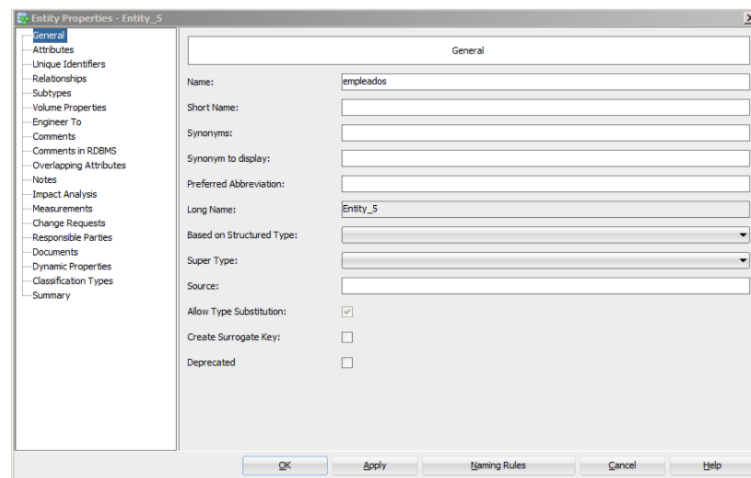 Entity Properties - Entity_5
General
Attributes
Unique Identifiers
Relationships
Subtypes
Volume Properties
Engineer To
Comments
Comments in RDBMS
Overlapping Attributes
Notes
Impact Analysis
Measurements
Change Requests
Responsible Parties
Documents
Dynamic Properties
Classification Types
Summary
General
Name: empleados
Short Name:
Synonyms:
Synonym to display:
Preferred Abbreviation:
Long Name: Entity_5
Based on Structured Type:
Super Type:
Source:
Allow Type Substitution:
Create Surrogate Key:
Deprecated
OK Apply Naming Rules Cancel Help